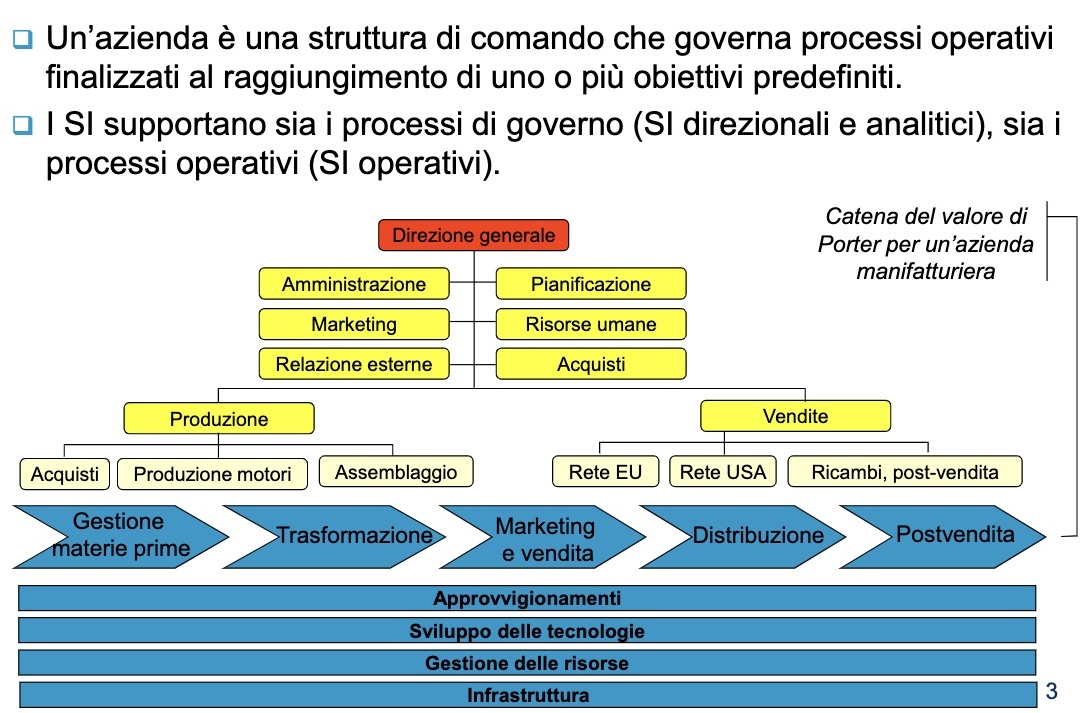 Un’azienda è una struttura di comando che governa processi operativi
finalizzati al raggiungimento di uno o più obiettivi predefiniti.
I SI supportano sia i processi di governo (SI direzionali e analitici), sia i
processi operativi (SI operativi).
Catena del valore di
Porter per un’azienda
manifatturiera
Direzione generale
Amministrazione
Pianificazione
Marketing
Risorse umane
Relazione esterne
Acquisti
Produzione
Vendite
Acquisti
Produzione motori
Assemblaggio
Rete EU
Rete USA
Ricambi, post-vendita
Gestione
materie prime
Trasformazione
Marketing
e vendita
Distribuzione
Postvendita
Approvvigionamenti
Sviluppo delle tecnologie
Gestione delle risorse
Infrastruttura
3